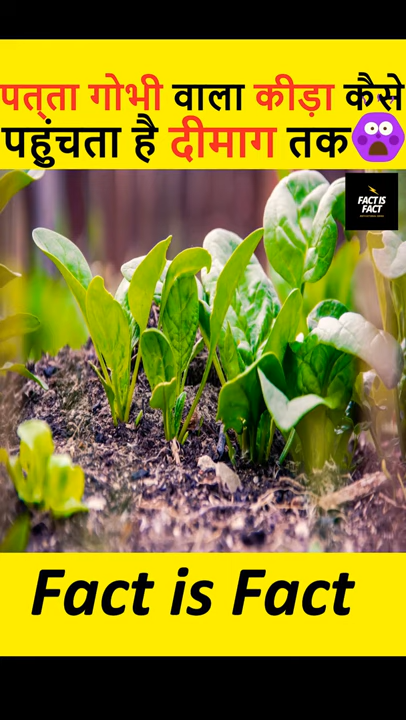 पत्ता गोभी वाला कीड़ा कैसे
पहुंचता है दीमाग तक
FACT IS
FACT
Fact is Fact